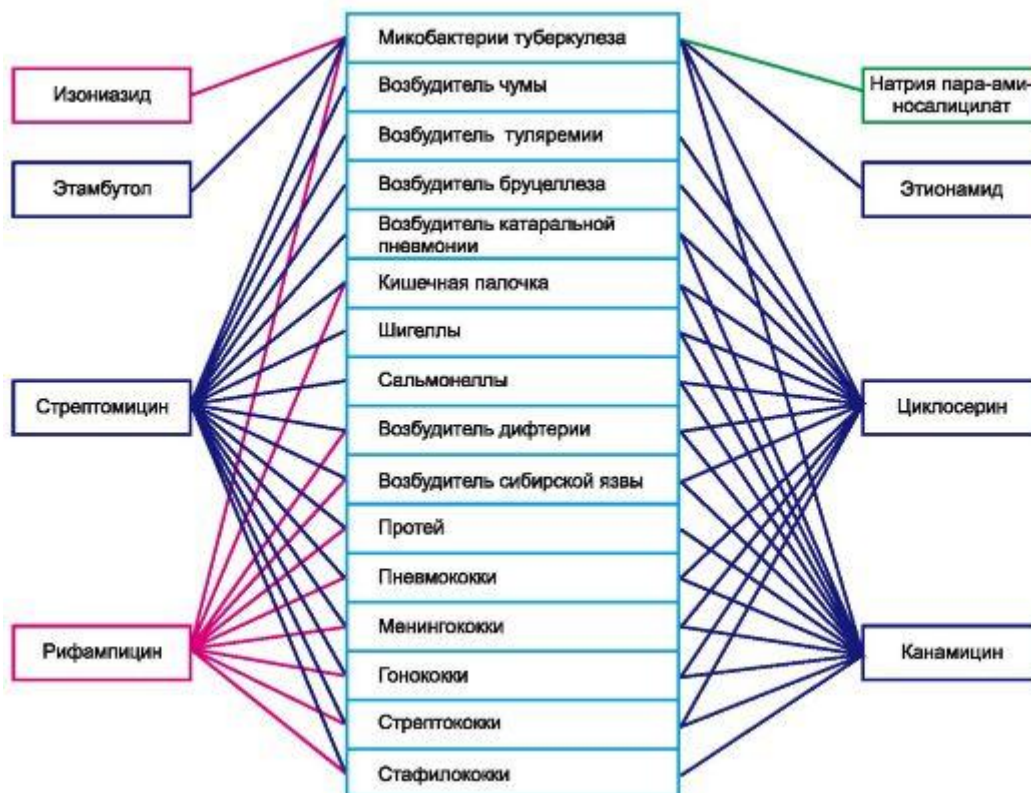 Микобактерии туберкулеза
Возбудитель чумы
Возбудитель туляремии
Возбудитель бруцеллеза
Возбудитель катаральной
пневмонии
Кишечная палочка
Шигеллы
Сальмонеллы
Возбудитель дифтерии
Возбудитель сибирской язвы
Протей
Пневмококки
Менингококки
Гонококки
Стрептококки
Стафилококки
Изониазид
Этамбутол
Стрептомицин
Рифампицин
Натрия пара-ами-
носалицилат
Этионамид
Циклосерин
Канамицин